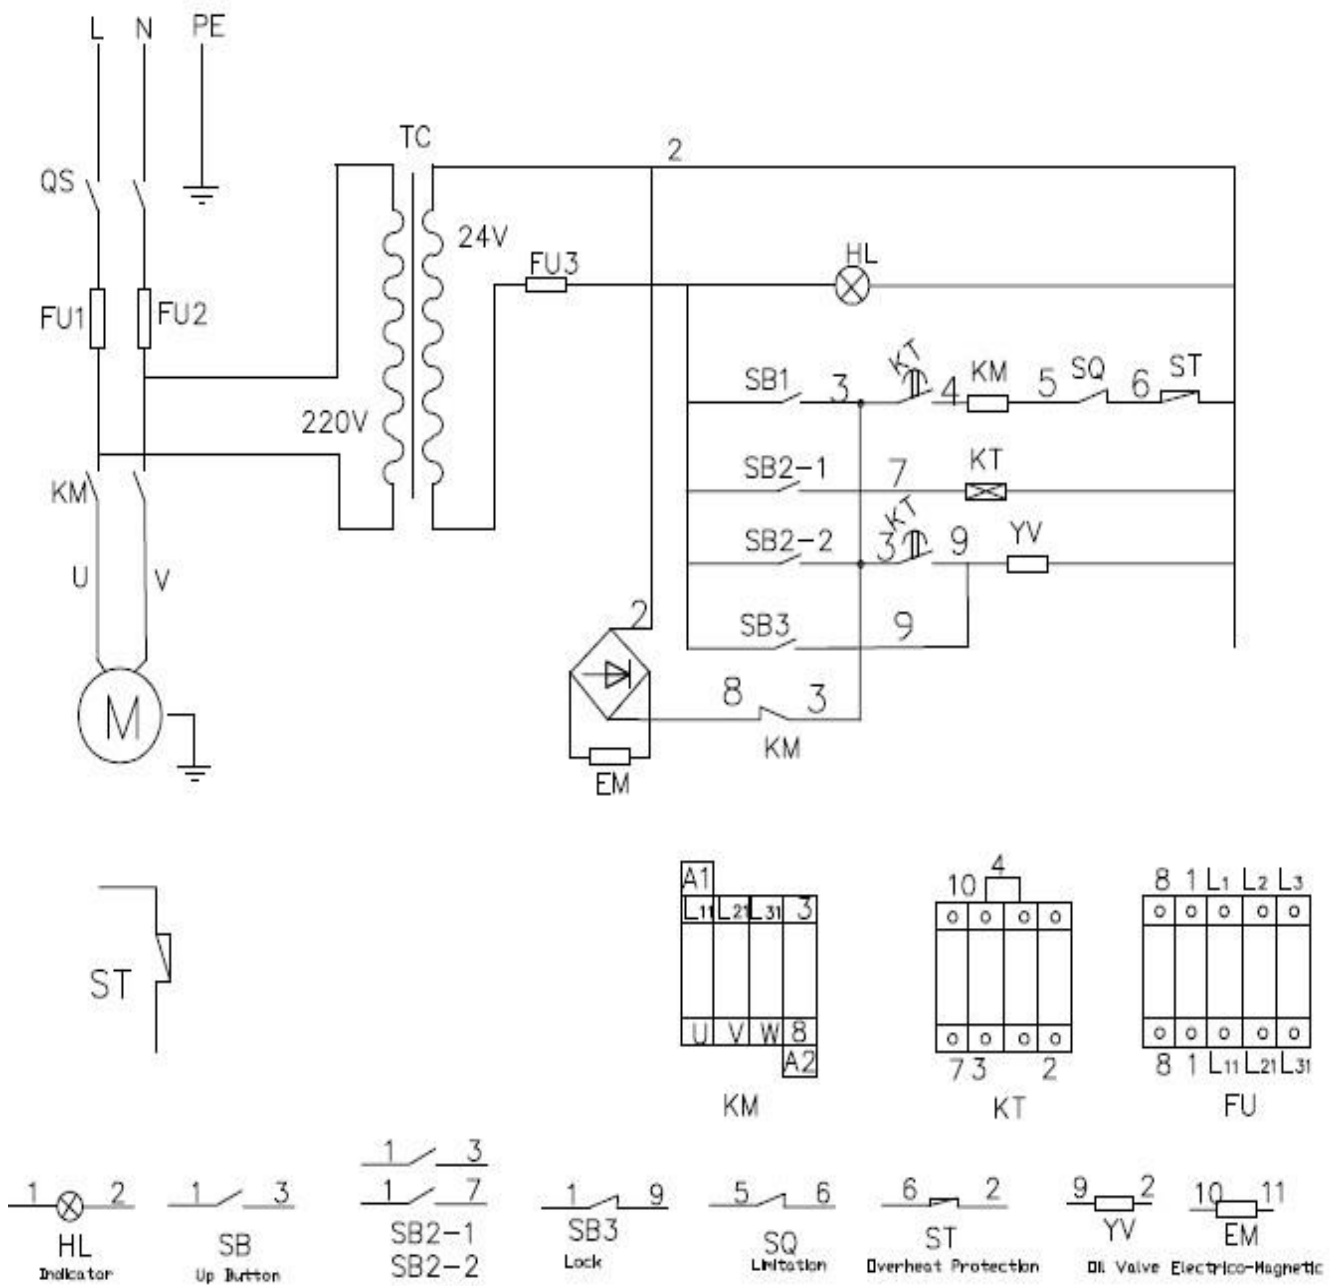 L N PE
TC
2
QS
24V
HL
FU3
FU1 FU2
KT
SB1 3 4 KM 5 SQ 6 ST
220V
SB2-1 7 KT
KM
KT
SB2-2 3 9 YV
U V
2
SB3 9
8 3
M
KM
EM
A1
L11 L21 L31 3
10 4
8 1 L1 L2 L3
ST
U V W 8
A2
7 3 2
8 1 L11 L21 L31
KM
KT
FU
1 3
1 2
1 3
1 7
1 9
5 6
6 2
9 2
10 11
HL
SB
SB2-1
SB2-2
SB3
SQ
ST
YV
EM
Indicator
Up Button
Lock
Limitation
Overheat Protection
Oil Valve
Electrico-Magnetic